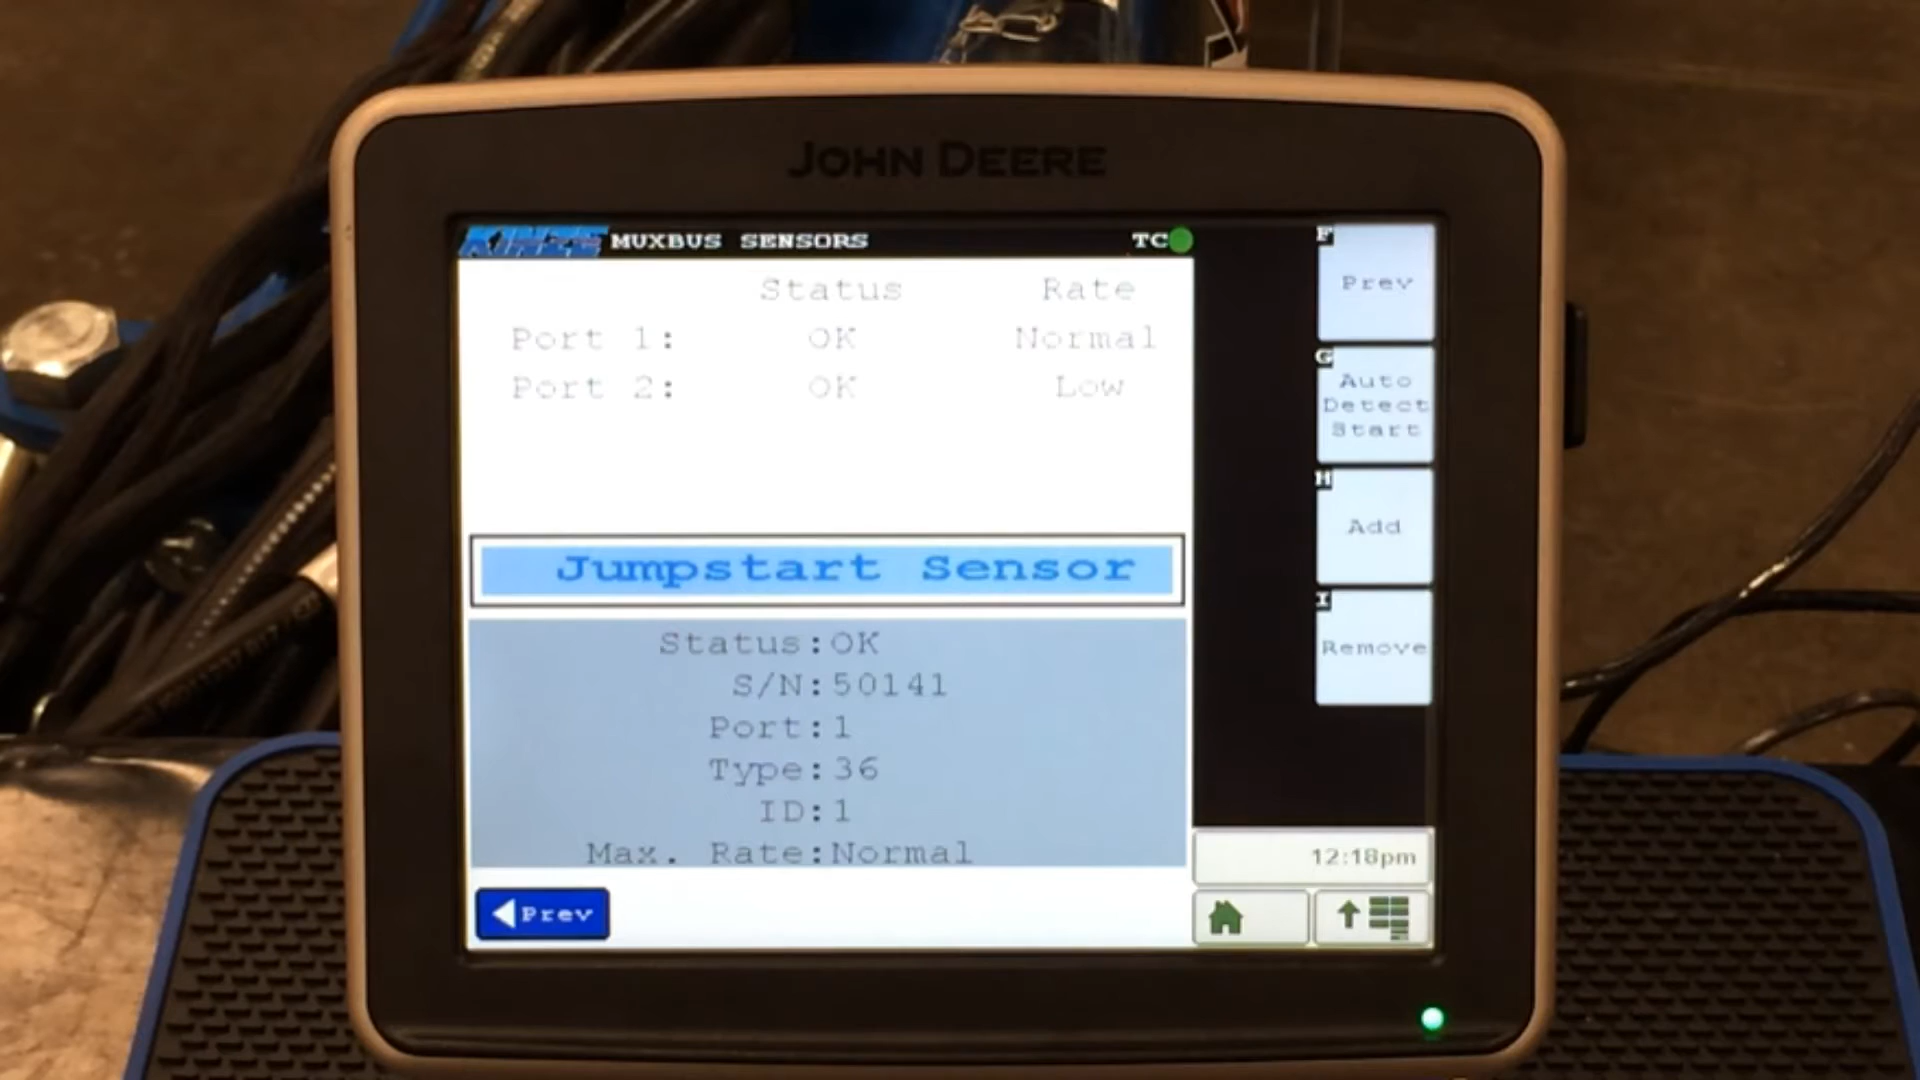 JOHN DEERE
KINZE MUXBUS SENSORS TC
Status Rate
Port 1: OK Normal
Port 2: OK Low
Jumpstart Sensor
Status:OK
S/N:50141
Port:1
Type:36
ID:1
Max. Rate:Normal
Prev
F
Prev
G
Auto
Detect
Start
H
Add
I
Remove
12:18pm